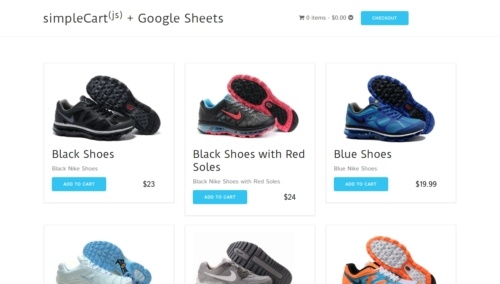 simpleCart(js) + Google Sheets
0 items - $0.00
CHECKOUT
Black Shoes
Black Nike Shoes
ADD TO CART
$23
Black Shoes with Red
Soles
Black Nike Shoes with Red Soles
ADD TO CART
$24
Blue Shoes
Blue Nike Shoes
ADD TO CART
$19.99